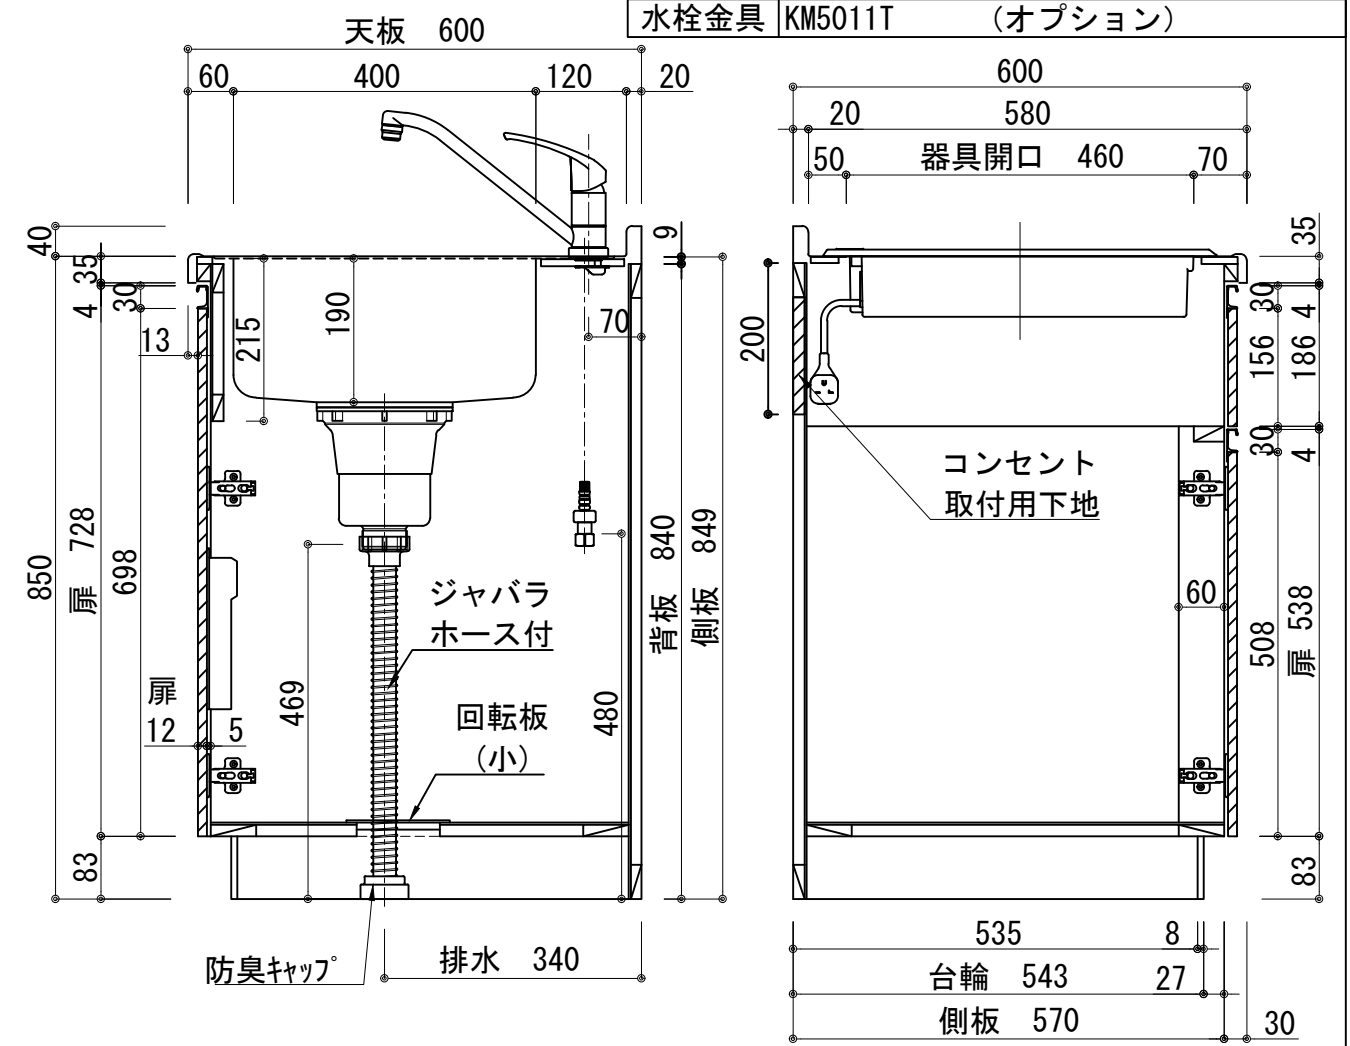 水栓金具 KM5011T （オプション）
天板 600
60 400 120 20
600
20 580
50 器具開口 460 70
40
35
4
30
13
215
190
70
9
200
35
30
4
156
186
30
4
コンセント
取付用下地
850
扉 728
698
背板 840
側板 849
ジャバラ
ホース付
469
480
60
508
扉 538
扉
12 5
回転板
（小）
83
83
防臭ｷｬｯﾌﾟ
排水 340
535 8
台輪 543 27
側板 570 30